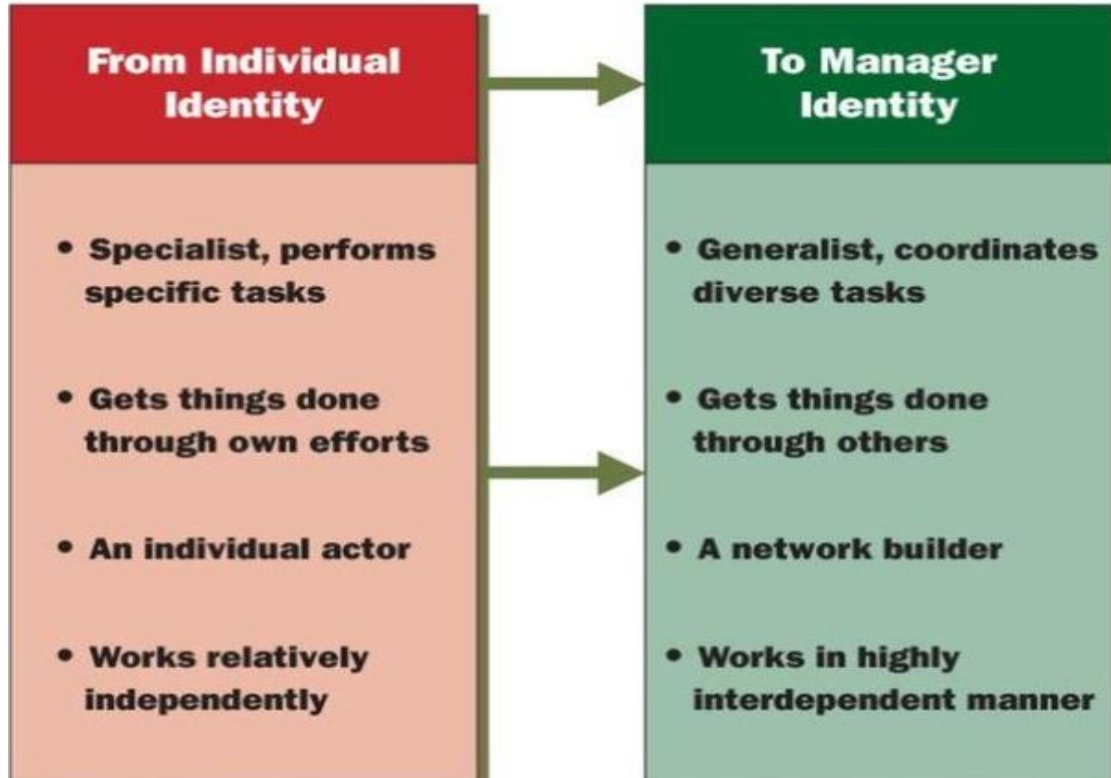 From Individual
Identity
• Specialist, performs
specific tasks
• Gets things done
through own efforts
• An individual actor
• Works relatively
independently
To Manager
Identity
• Generalist, coordinates
diverse tasks
• Gets things done
through others
• A network builder
• Works in highly
interdependent manner